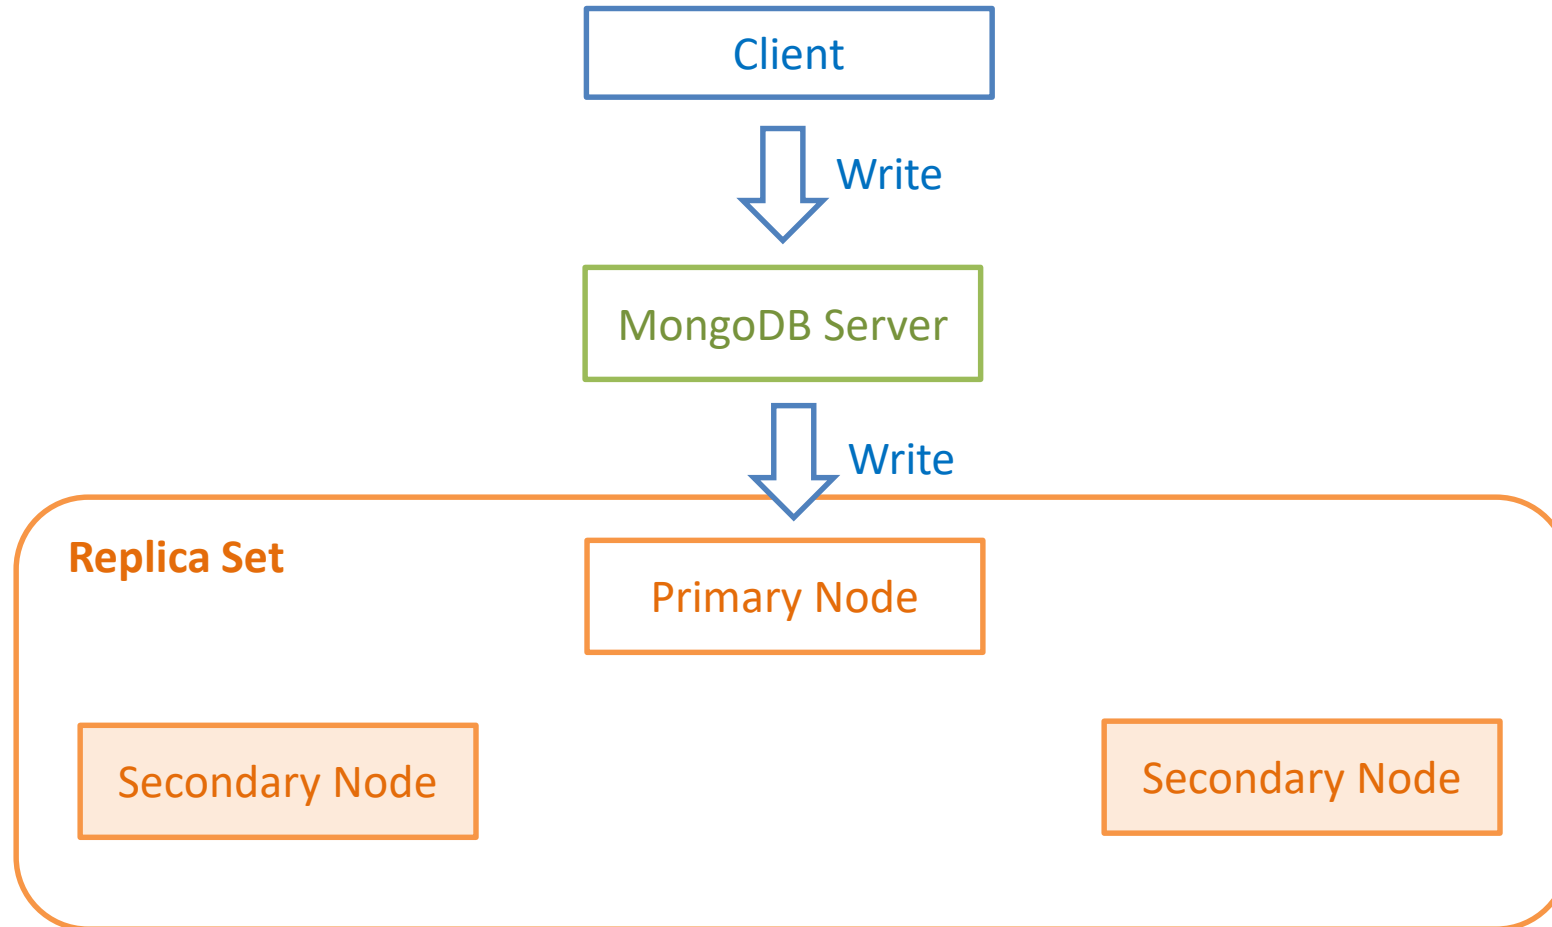 Client
Write
MongoDB Server
Write
Replica Set
Primary Node
Secondary Node
Secondary Node